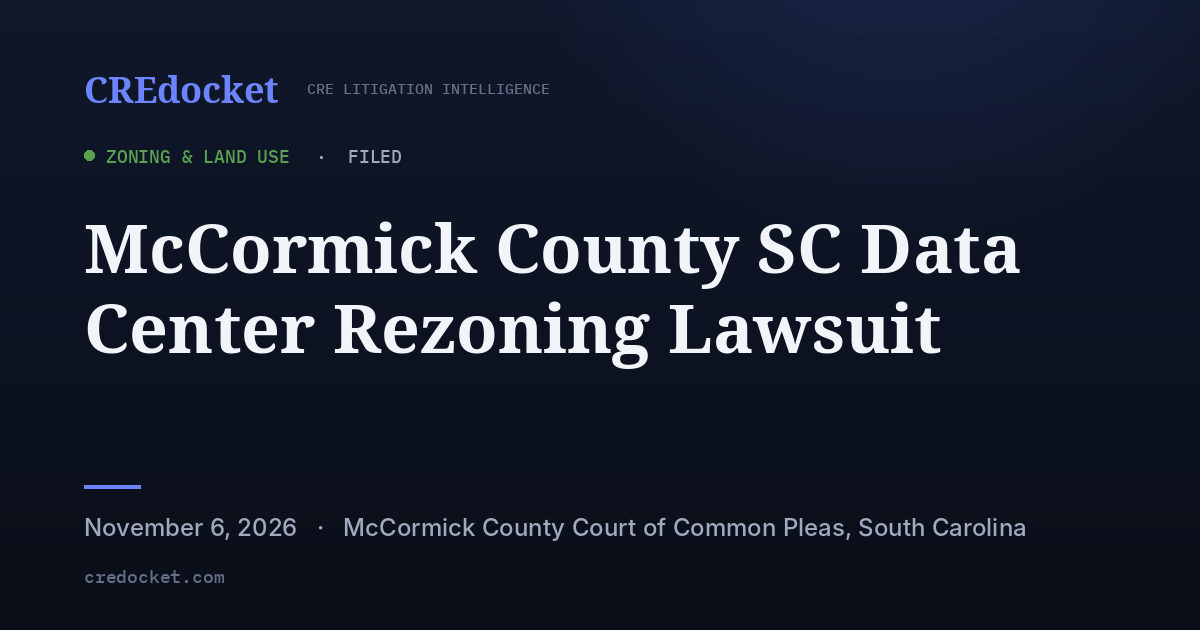 CREdocket CRE LITIGATION INTELLIGENCE
ZONING & LAND USE · FILED
McCormick County SC Data
Center Rezoning Lawsuit
November 6, 2026 · McCormick County Court of Common Pleas, South Carolina
credocket.com